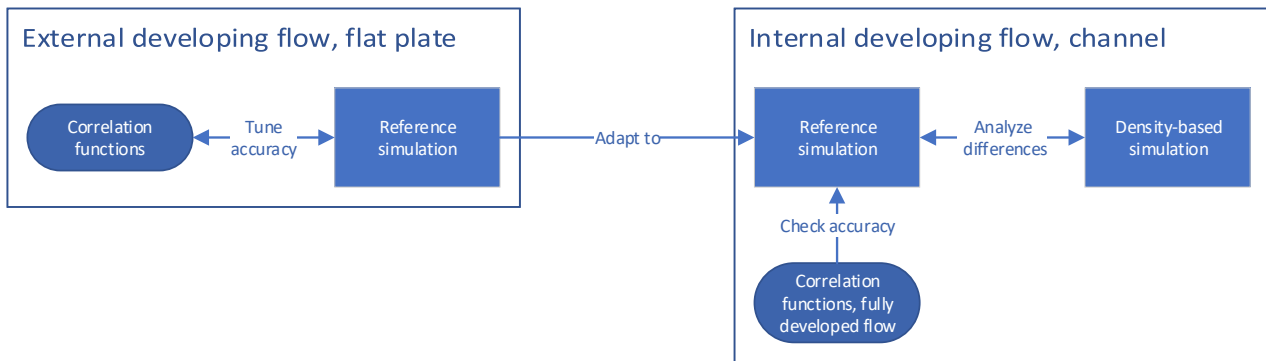 External developing flow, flat plate
Correlation
functions
Tune
accuracy
Reference
simulation
Adapt to
Internal developing flow, channel
Reference
simulation
Analyze
differences
Density-based
simulation
Check accuracy
Correlation
functions, fully
developed flow